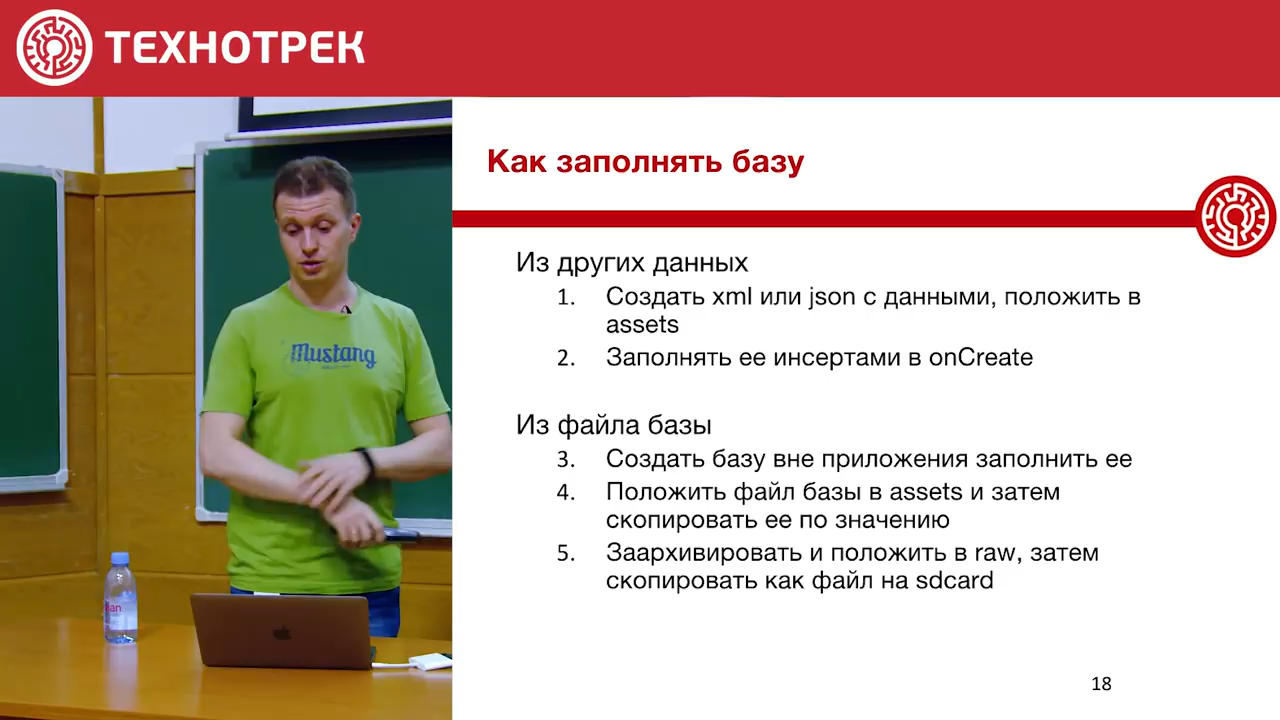 ТЕХНОТРЕК
Как заполнять базу
Из других данных
1. Создать xml или json с данными, положить в
assets
2. Заполнять ее инсертами в onCreate
Из файла базы
3. Создать базу вне приложения заполнить ее
4. Положить файл базы в assets и затем
скопировать ее по значению
5. Заархивировать и положить в raw, затем
скопировать как файл на sdcard
18
Mustang